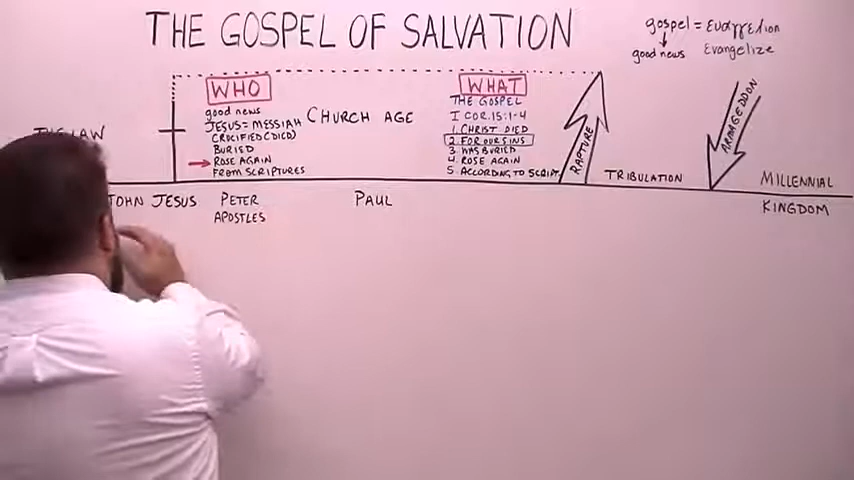 THE GOSPEL OF SALVATION
gospel = Ευαγγελιον
good news Evangelize
WHO
good news
JESUS = MESSIAH
CRUCIFIED (DIED)
BURIED
ROSE AGAIN
FROM SCRIPTURES
CHURCH AGE
WHAT
THE GOSPEL
I COR. 15:1-4
1. CHRIST DIED
2. FOR OUR SINS
3 WAS BURIED
4. ROSE AGAIN
5. ACCORDING TO SCRIPT.
RAPTURE
ARMAGEDDON
THE LAW
TRIBULATION
MILLENNIAL
KINGDOM
JOHN JESUS
PETER
APOSTLES
PAUL